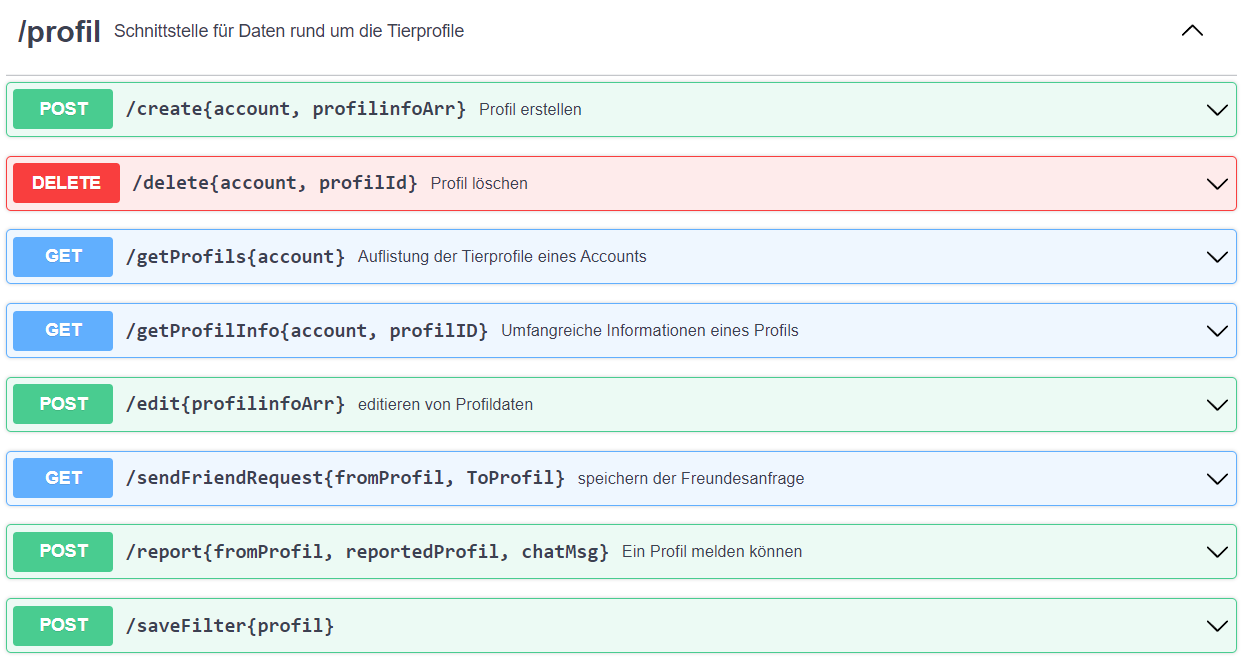 /profil Schnittstelle für Daten rund um die Tierprofile
POST /create{account, profilinfoArr} Profil erstellen
DELETE /delete{account, profilId} Profil löschen
GET /getProfils{account} Auflistung der Tierprofile eines Accounts
GET /getProfilInfo{account, profilID} Umfangreiche Informationen eines Profils
POST /edit{profilinfoArr} editieren von Profildaten
GET /sendFriendRequest{fromProfil, ToProfil} speichern der Freundesanfrage
POST /report{fromProfil, reportedProfil, chatMsg} Ein Profil melden können
POST /saveFilter{profil}